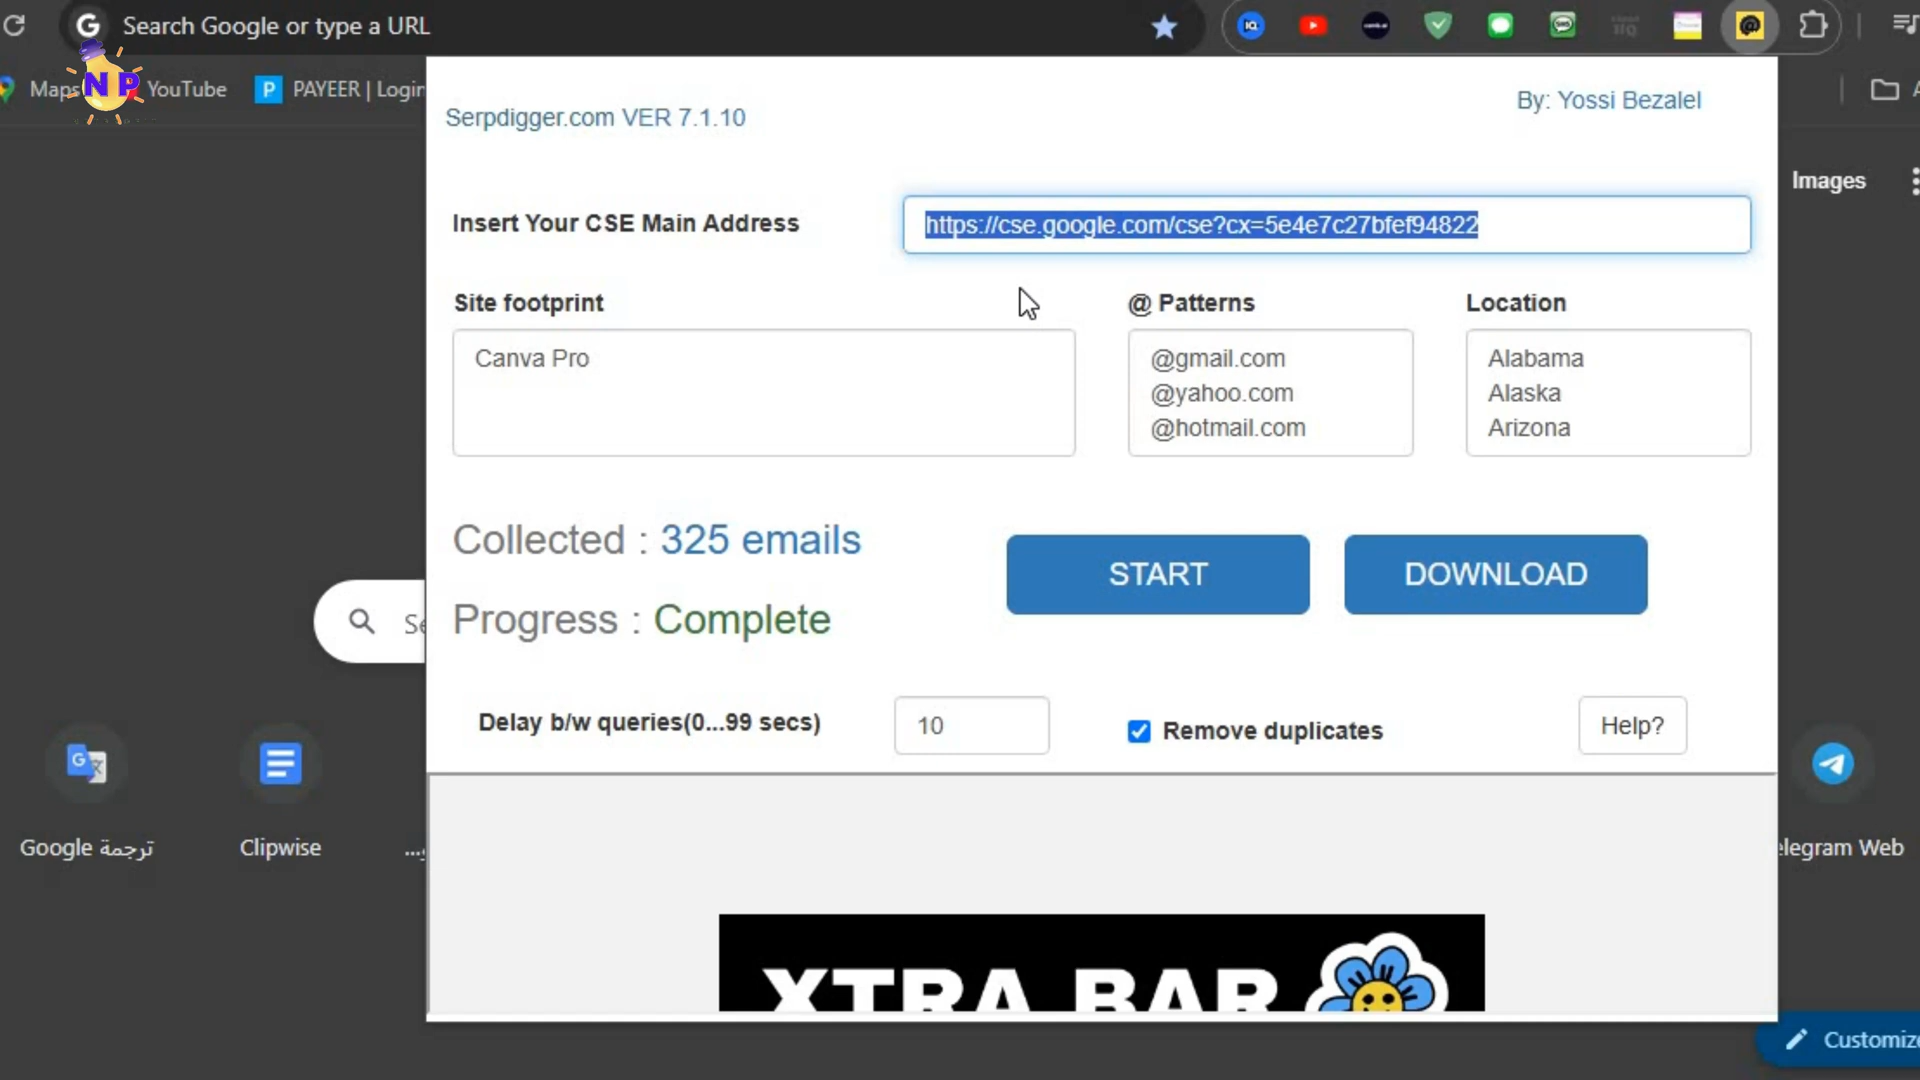 Search Google or type a URL
Maps
NP
YouTube
P
PAYEER | Login
Serpdigger.com VER 7.1.10
By: Yossi Bezalel
Images
Insert Your CSE Main Address
https://cse.google.com/cse?cx=5e4e7c27bfef94822
Site footprint
@ Patterns
Location
Canva Pro
@gmail.com
@yahoo.com
@hotmail.com
Alabama
Alaska
Arizona
Collected : 325 emails
START
DOWNLOAD
Progress : Complete
Delay b/w queries(0...99 secs)
10
Remove duplicates
Help?
ترجمة Google
Clipwise
elegram Web
XTRA BAR
Customize